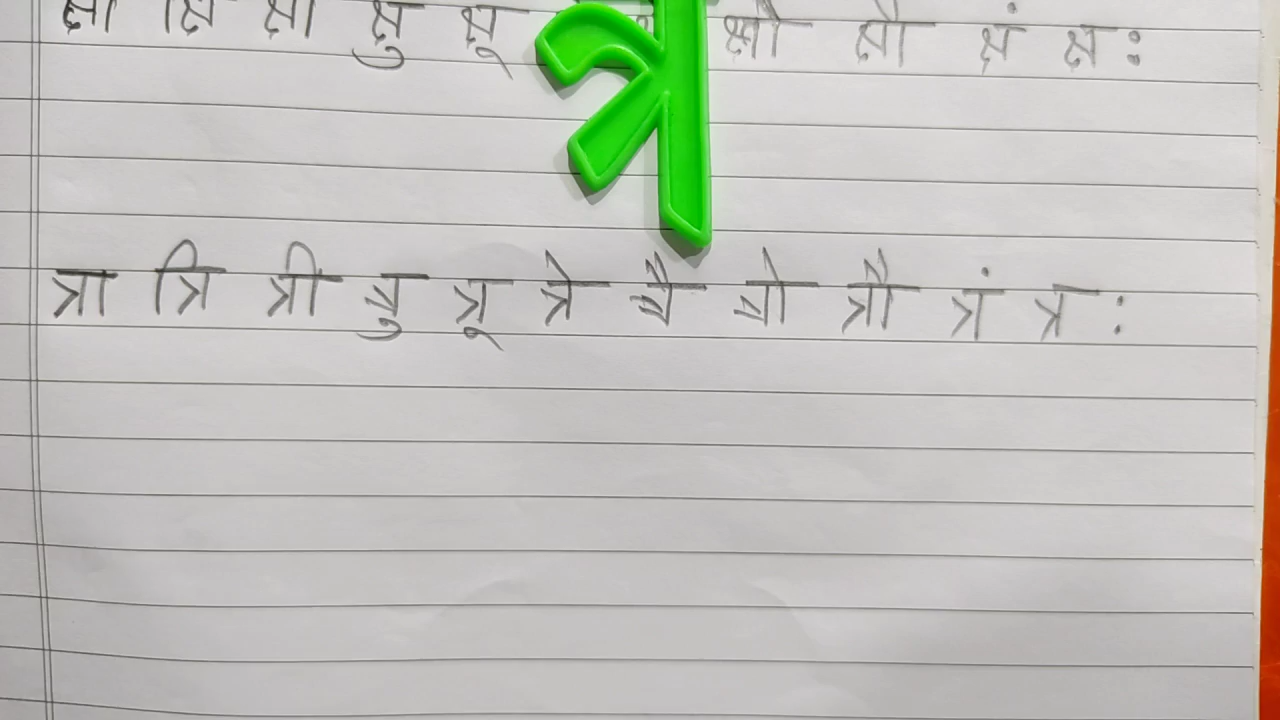 क्षा क्षि क्षी क्षु क्षू क्षो क्षौ क्षं क्षः
त्र
त्रा त्रि त्री त्रु त्रू त्रे त्रै त्रो त्रौ त्रं त्रः